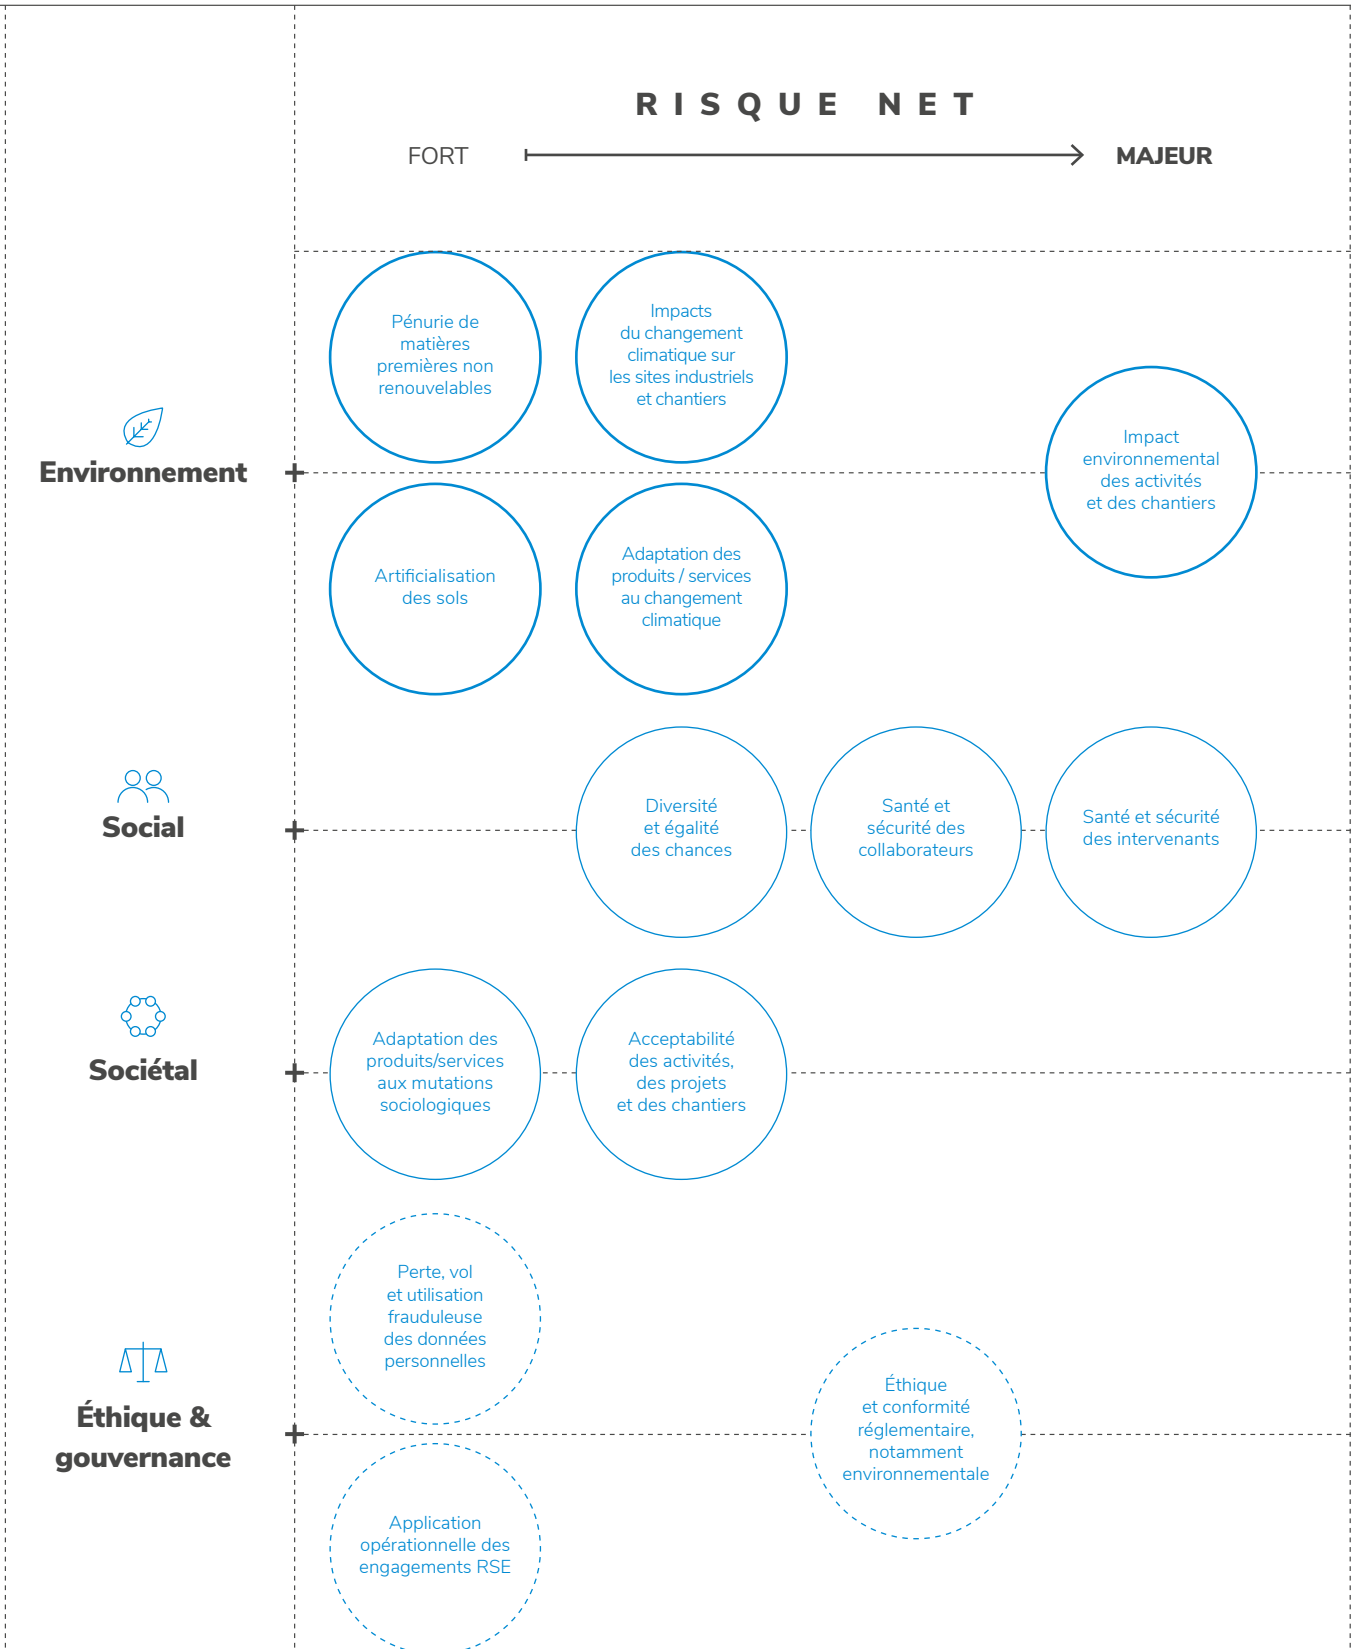 RISQUE NET
FORT
MAJEUR
Pénurie de
matières
premières non
renouvelables
Impacts
du changement
climatique sur
les sites industriels
et chantiers
Impact
environnemental
des activités
et des chantiers
Environnement
Artificialisation
des sols
Adaptation des
produits / services
au changement
climatique
Social
Diversité
et égalité
des chances
Santé et
sécurité des
collaborateurs
Santé et sécurité
des intervenants
Sociétal
Adaptation des
produits/services
aux mutations
sociologiques
Acceptabilité
des activités,
des projets
et des chantiers
Éthique &
gouvernance
Perte, vol
et utilisation
frauduleuse
des données
personnelles
Éthique
et conformité
réglementaire,
notamment
environnementale
Application
opérationnelle des
engagements RSE